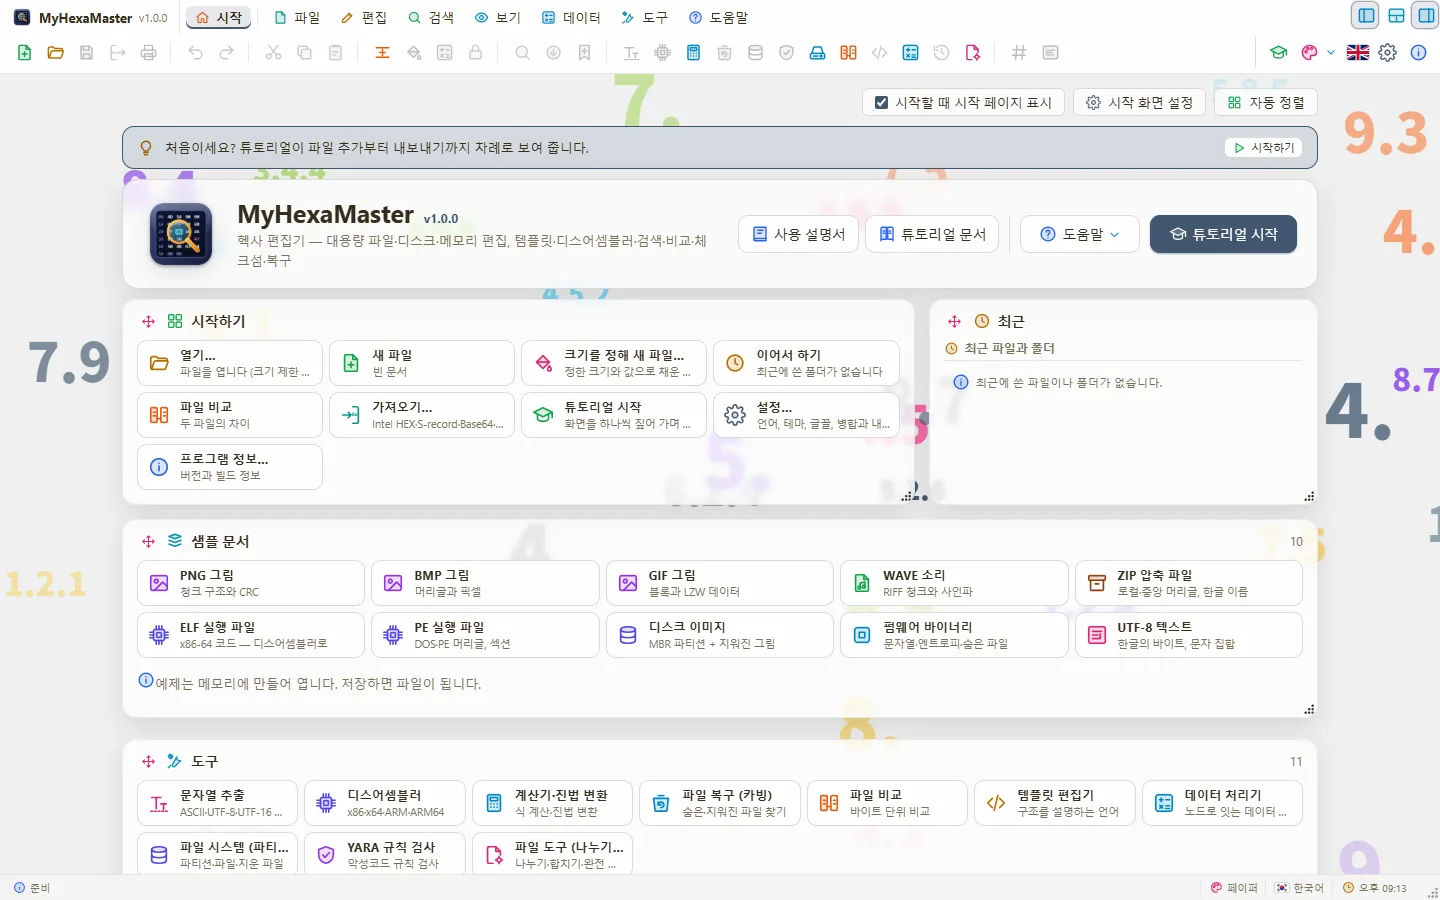 MyHexaMaster v1.0.0
시작
파일
편집
검색
보기
데이터
도구
도움말
시작할 때 시작 페이지 표시
시작 화면 설정
자동 정렬
처음이세요? 튜토리얼이 파일 추가부터 내보내기까지 차례로 보여 줍니다.
시작하기
MyHexaMaster v1.0.0
헥사 편집기 — 대용량 파일·디스크·메모리 편집, 템플릿·디어셈블러·검색·비교·체
크섬·복구
사용 설명서
튜토리얼 문서
도움말
튜토리얼 시작
시작하기
열기...
파일을 엽니다 (크기 제한 ...
새 파일
빈 문서
크기를 정해 새 파일...
정한 크기와 값으로 채운 ...
이어서 하기
최근에 쓴 폴더가 없습니다
파일 비교
두 파일의 차이
가져오기...
Intel HEX·S-record·Base64·...
튜토리얼 시작
화면을 하나씩 짚어 가며 ...
설정...
언어, 테마, 글꼴, 병합과 내...
프로그램 정보...
버전과 빌드 정보
최근
최근 파일과 폴더
최근에 쓴 파일이나 폴더가 없습니다.
샘플 문서
10
PNG 그림
청크 구조와 CRC
BMP 그림
머리글과 픽셀
GIF 그림
블록과 LZW 데이터
WAVE 소리
RIFF 청크와 사인파
ZIP 압축 파일
로컬·중앙 머리글, 한글 이름
ELF 실행 파일
x86-64 코드 — 디스어셈블러로
PE 실행 파일
DOS·PE 머리글, 섹션
디스크 이미지
MBR 파티션 + 지워진 그림
펌웨어 바이너리
문자열·엔트로피·숨은 파일
UTF-8 텍스트
한글의 바이트, 문자 집합
예제는 메모리에 만들어 엽니다. 저장하면 파일이 됩니다.
도구
11
문자열 추출
ASCII·UTF-8·UTF-16 ...
디스어셈블러
x86·x64·ARM·ARM64
계산기·진법 변환
식 계산·진법 변환
파일 복구 (카빙)
숨은·지워진 파일 찾기
파일 비교
바이트 단위 비교
템플릿 편집기
구조를 설명하는 언어
데이터 처리기
노드로 잇는 데이터 ...
파일 시스템 (파티...
파티션·파일·지운 파일
YARA 규칙 검사
악성코드 규칙 검사
파일 도구 (나누기...
나누기·합치기·완전 ...
준비
페이퍼
한국어
오후 09:13
7.
9.3
4.
7.9
4.
8.7
1.2.1
8.
9